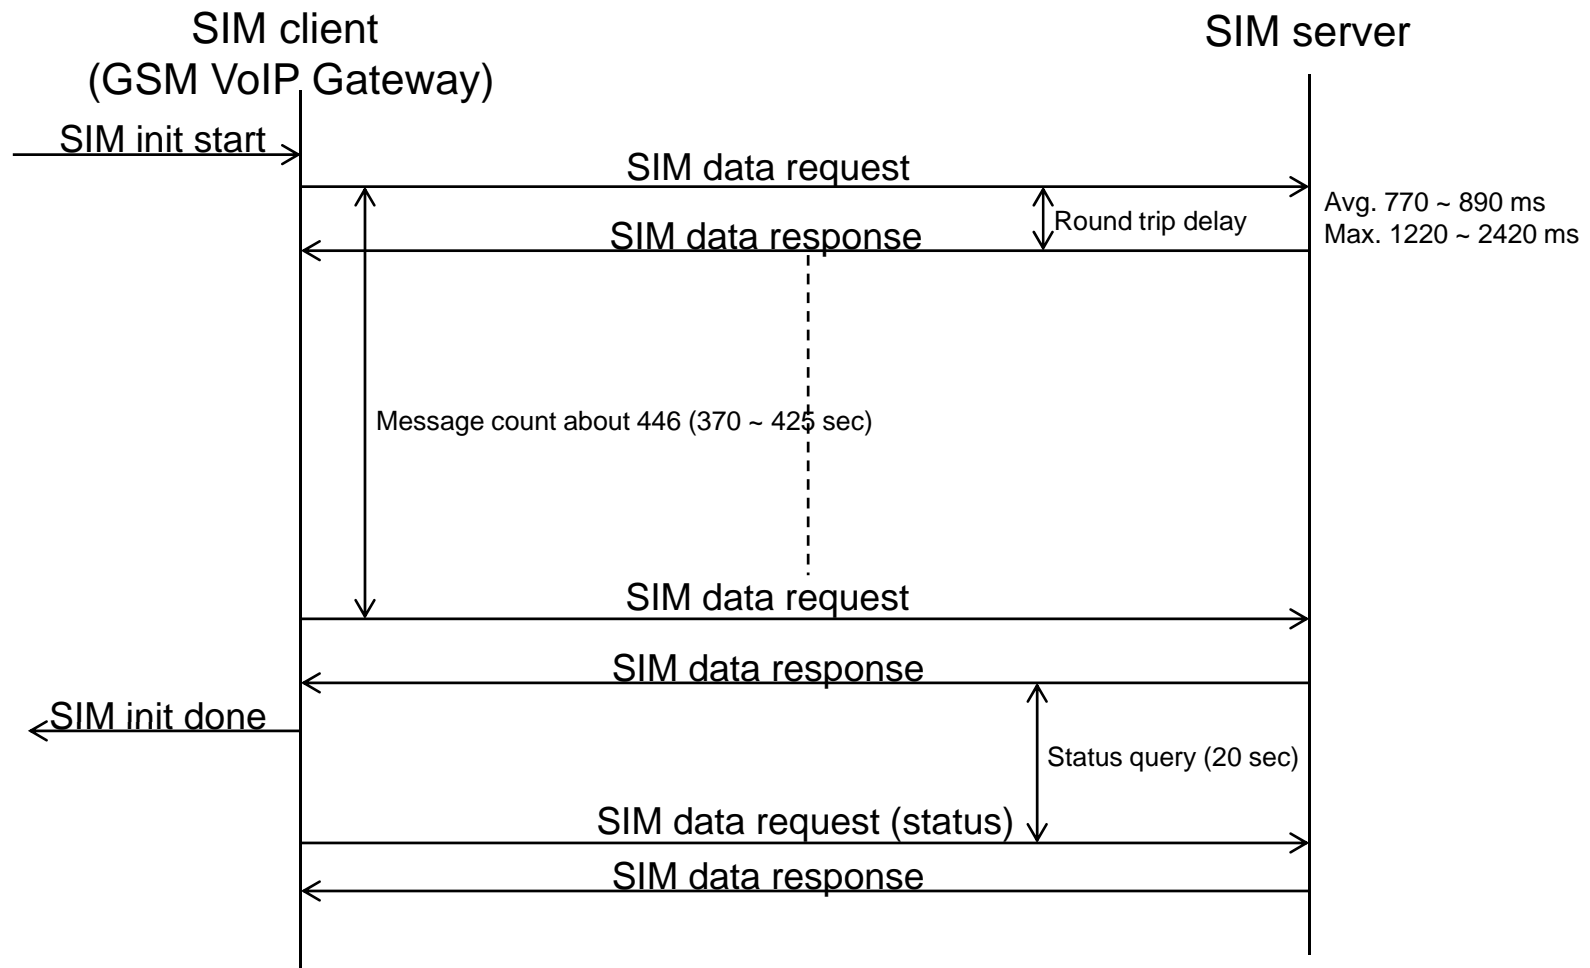 SIM client
(GSM VoIP Gateway)
SIM server
SIM init start
SIM data request
Avg. 770 ~ 890 ms
Max. 1220 ~ 2420 ms
Round trip delay
SIM data response
Message count about 446 (370 ~ 425 sec)
SIM data request
SIM data response
SIM init done
Status query (20 sec)
SIM data request (status)
SIM data response